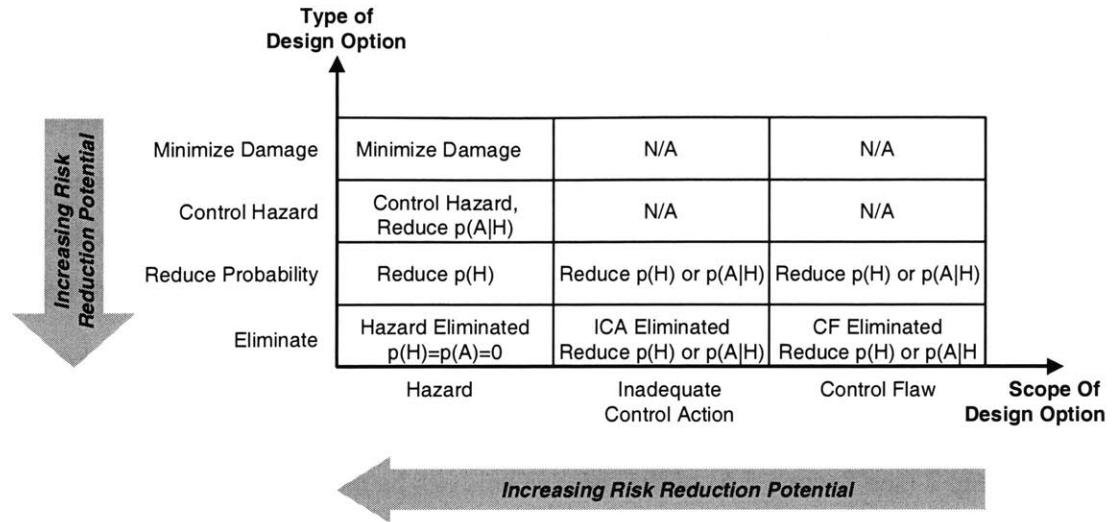 Type of
Design Option
Increasing Risk
Reduction Potential
Minimize Damage
Minimize Damage
N/A
N/A
Control Hazard
Control Hazard,
Reduce p(A|H)
N/A
N/A
Reduce Probability
Reduce p(H)
Reduce p(H) or p(A|H)
Reduce p(H) or p(A|H)
Eliminate
Hazard Eliminated
p(H)=p(A)=0
ICA Eliminated
Reduce p(H) or p(A|H)
CF Eliminated
Reduce p(H) or p(A|H
Hazard
Inadequate
Control Action
Control Flaw
Scope Of
Design Option
Increasing Risk Reduction Potential